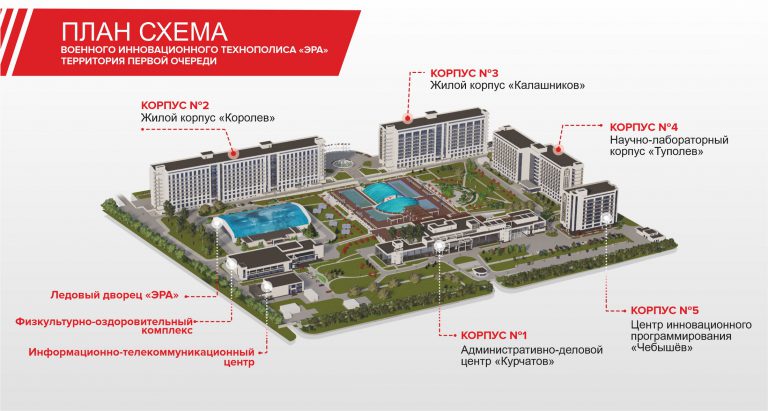 ПЛАН СХЕМА
ВОЕННОГО ИННОВАЦИОННОГО ТЕХНОПОЛИСА «ЭРА»
ТЕРРИТОРИЯ ПЕРВОЙ ОЧЕРЕДИ
КОРПУС №3
Жилой корпус «Калашников»
КОРПУС №2
Жилой корпус «Королев»
КОРПУС №4
Научно-лабораторный
корпус «Туполев»
Ледовый дворец «ЭРА»
Физкультурно-оздоровительный
комплекс
Информационно-телекоммуникационный
центр
КОРПУС №1
Административно-деловой
центр «Курчатов»
КОРПУС №5
Центр инновационного
программирования
«Чебышёв»